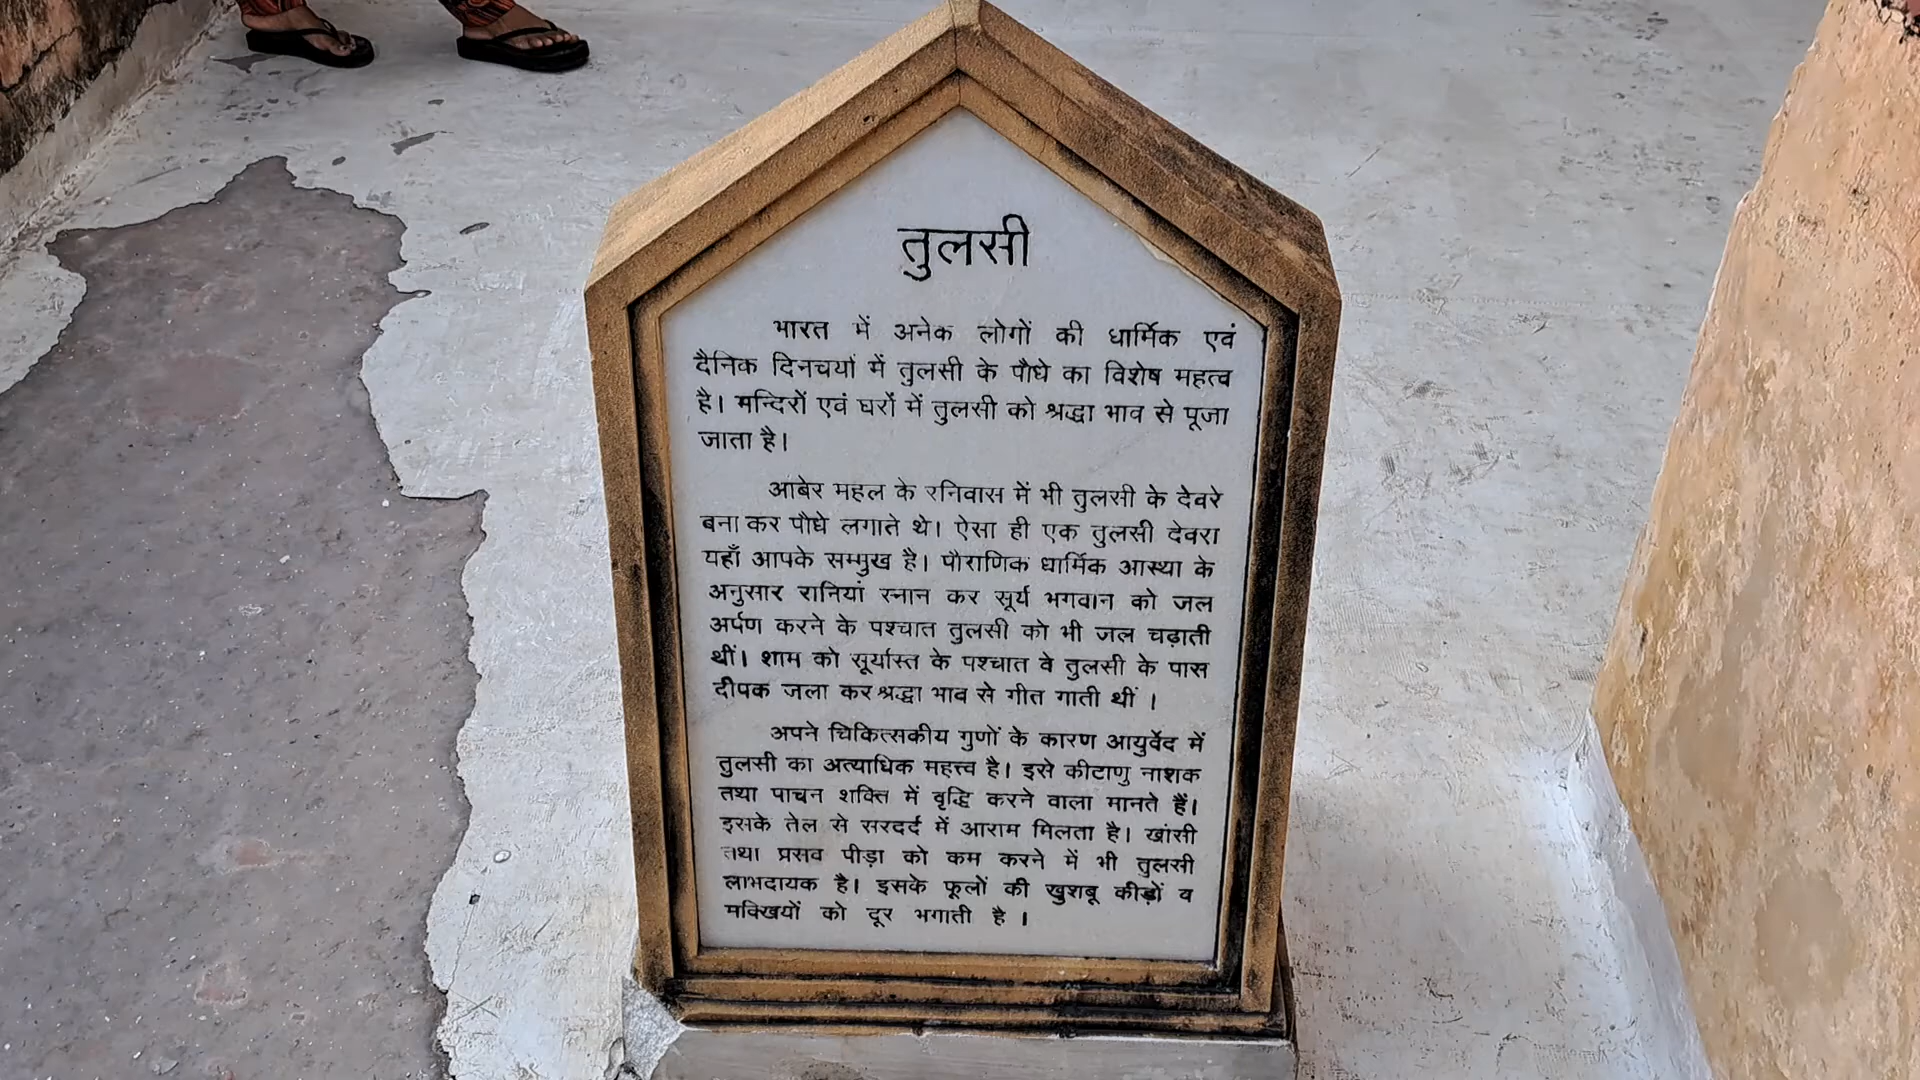 तुलसी
भारत में अनेक लोगों की धार्मिक एवं
दैनिक दिनचर्या में तुलसी के पौधे का विशेष महत्व
है। मन्दिरों एवं घरों में तुलसी को श्रद्धा भाव से पूजा
जाता है।
आबेर महल के रनिवास में भी तुलसी के देवरे
बना कर पौधे लगाते थे। ऐसा ही एक तुलसी देवरा
यहाँ आपके सम्मुख है। पौराणिक धार्मिक आस्था के
अनुसार रानियां स्नान कर सूर्य भगवान को जल
अर्पण करने के पश्चात तुलसी को भी जल चढ़ाती
थीं। शाम को सूर्यास्त के पश्चात वे तुलसी के पास
दीपक जला कर श्रद्धा भाव से गीत गाती थीं ।
अपने चिकित्सकीय गुणों के कारण आयुर्वेद में
तुलसी का अत्याधिक महत्त्व है। इसे कीटाणु नाशक
तथा पाचन शक्ति में वृद्धि करने वाला मानते हैं।
इसके तेल से सरदर्द में आराम मिलता है। खांसी
तथा प्रसव पीड़ा को कम करने में भी तुलसी
लाभदायक है। इसके फूलों की खुशबू कीड़ों व
मक्खियों को दूर भगाती है ।